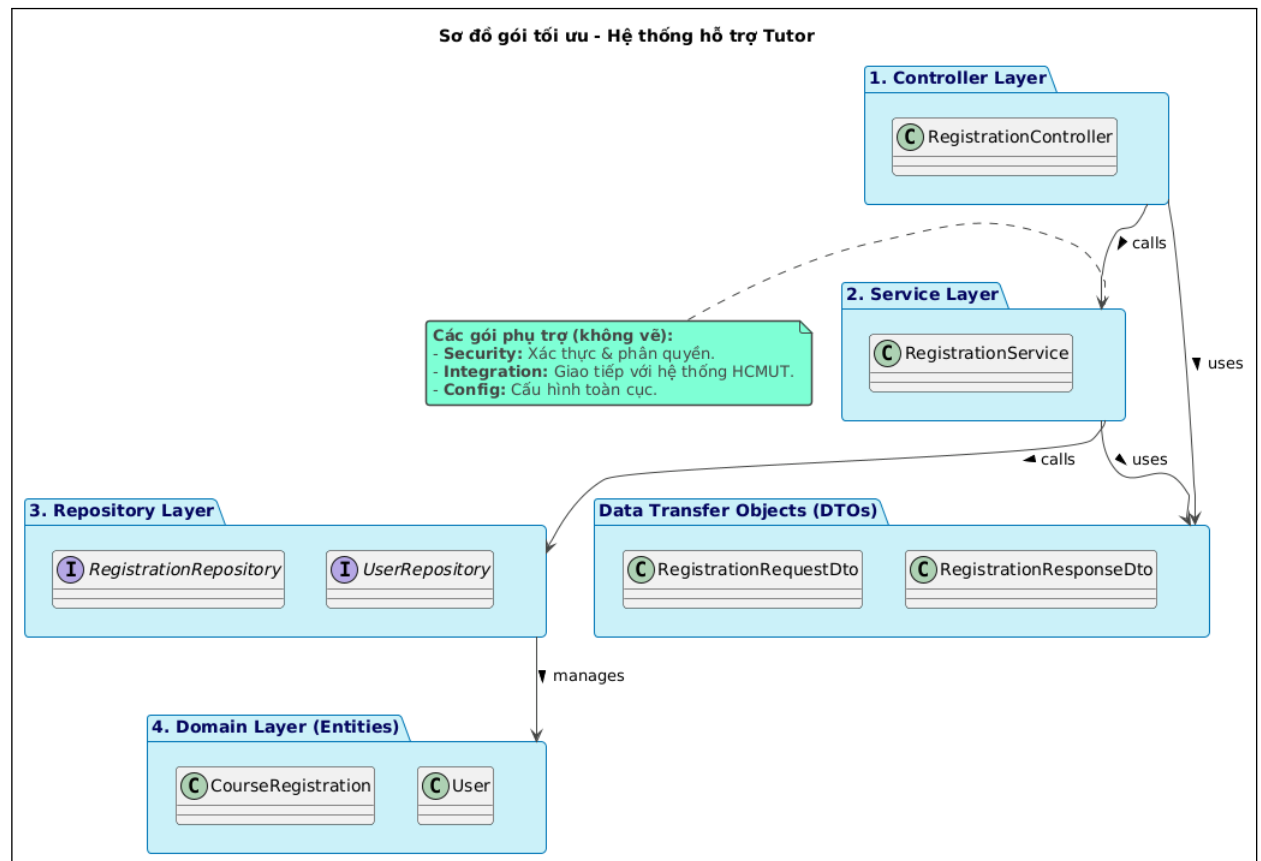 Sơ đồ gói tối ưu - Hệ thống hỗ trợ Tutor
1. Controller Layer
C RegistrationController
calls
2. Service Layer
C RegistrationService
Các gói phụ trợ (không vẽ):
- Security: Xác thực & phân quyền.
- Integration: Giao tiếp với hệ thống HCMUT.
- Config: Cấu hình toàn cục.
uses
calls
uses
3. Repository Layer
I RegistrationRepository
I UserRepository
Data Transfer Objects (DTOs)
C RegistrationRequestDto
C RegistrationResponseDto
manages
4. Domain Layer (Entities)
C CourseRegistration
C User